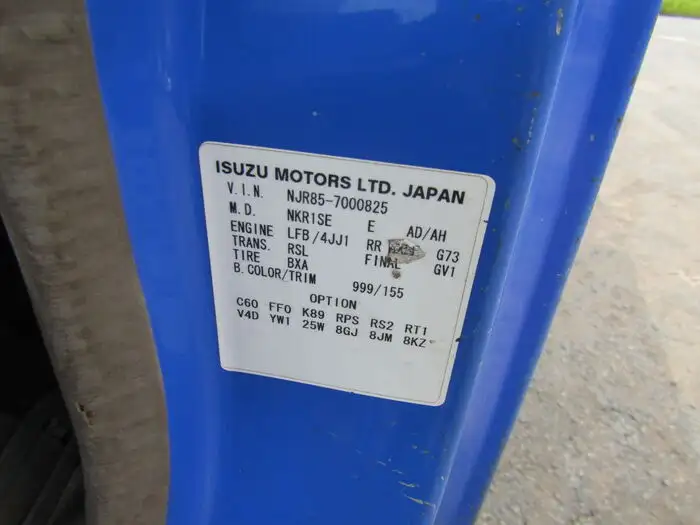 ISUZU MOTORS LTD. JAPAN
V.I.N. NJR85-7000825
M.D. NKR1SE E AD/AH
ENGINE LFB/4JJ1 RR G73
TRANS. RSL FINAL GV1
TIRE BXA
B.COLOR/TRIM 999/155
OPTION
C60 FF0 K89 RPS RS2 RT1
V4D YW1 25W 8GJ 8JM 8KZ